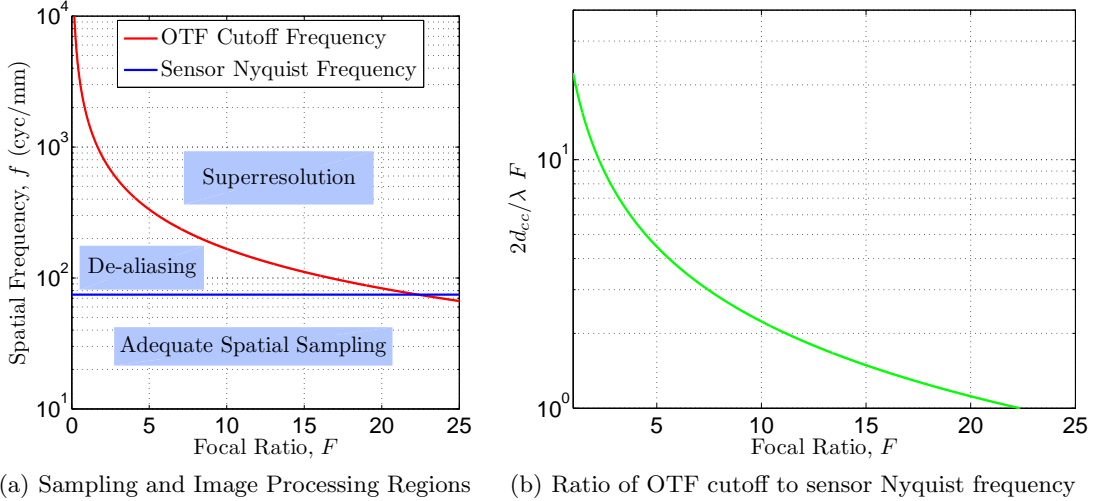 10^4
10^3
10^2
10^1
Spatial Frequency, f (cyc/mm)
OTF Cutoff Frequency
Sensor Nyquist Frequency
Superresolution
De-aliasing
Adequate Spatial Sampling
0 5 10 15 20 25
Focal Ratio, F
(a) Sampling and Image Processing Regions
10^1
10^0
2d_{cc}/λ F
5 10 15 20 25
Focal Ratio, F
(b) Ratio of OTF cutoff to sensor Nyquist frequency